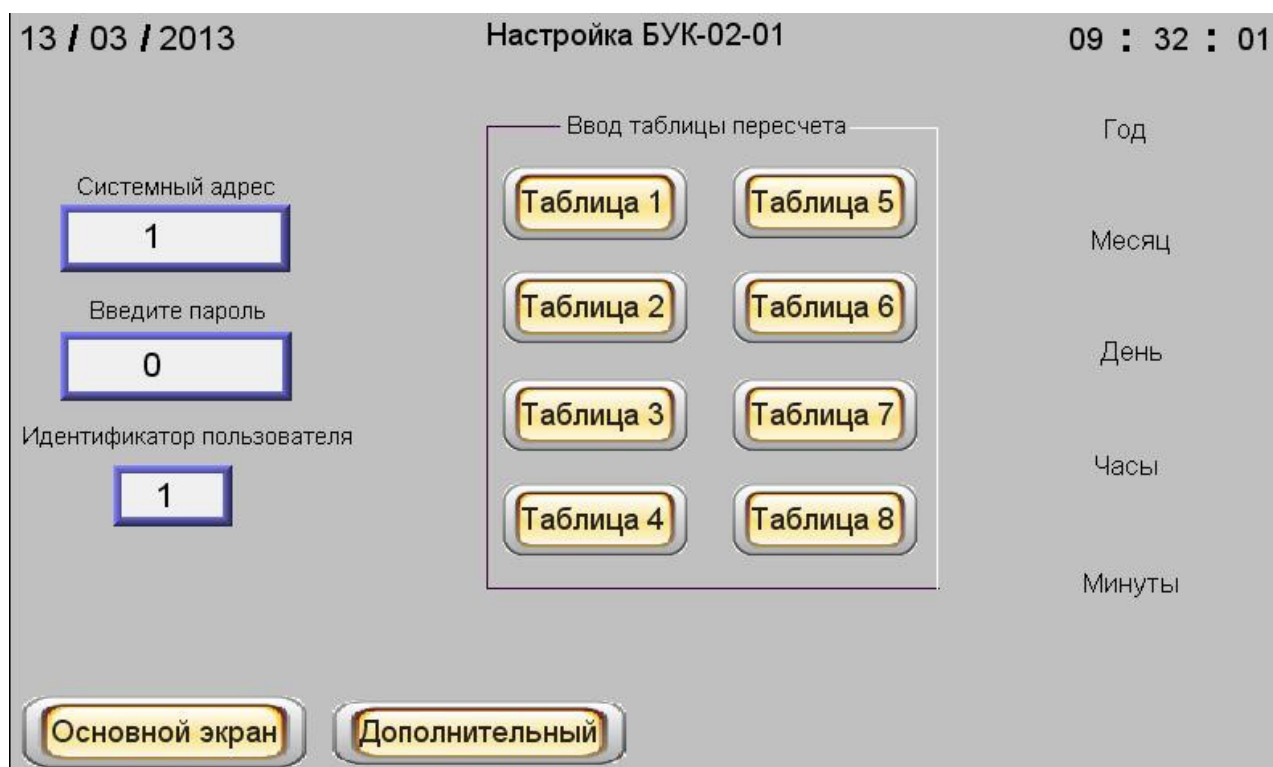 13 / 03 / 2013
Настройка БУК-02-01
09 : 32 : 01
Системный адрес
1
Введите пароль
0
Идентификатор пользователя
1
Ввод таблицы пересчета
Таблица 1
Таблица 5
Таблица 2
Таблица 6
Таблица 3
Таблица 7
Таблица 4
Таблица 8
Год
Месяц
День
Часы
Минуты
Основной экран
Дополнительный